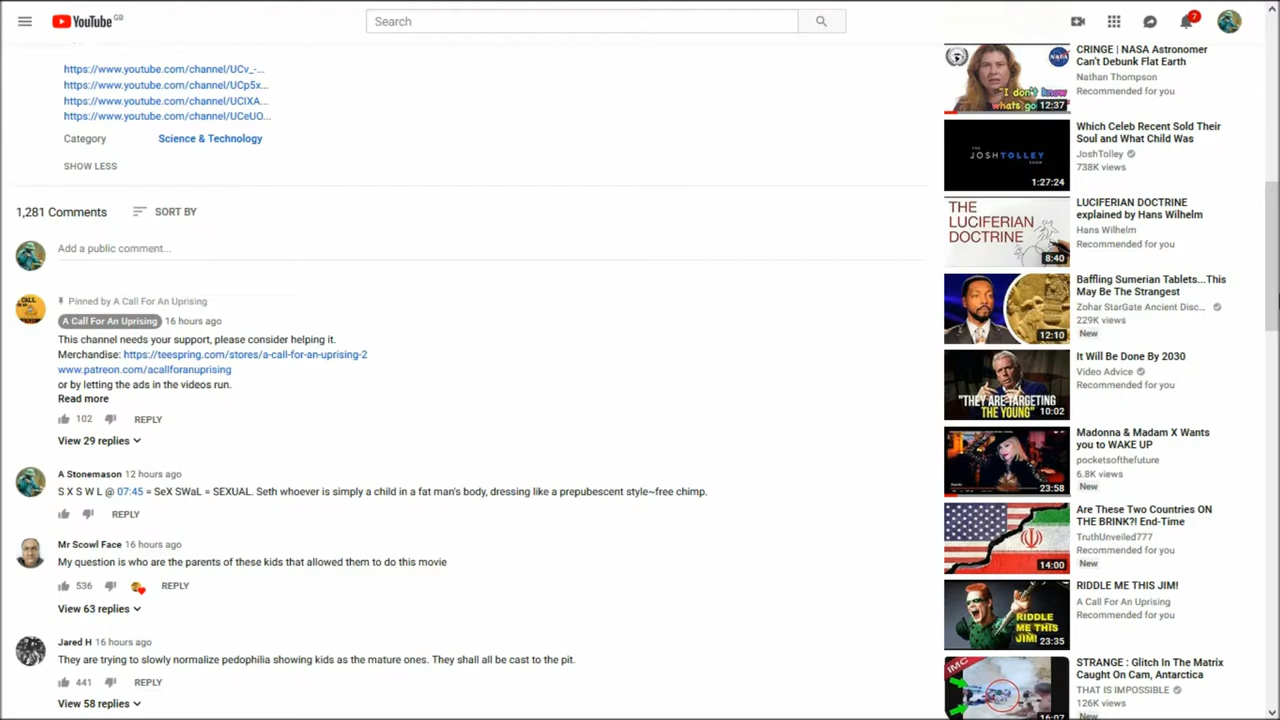 YouTube GB
Search
7
https://www.youtube.com/channel/UCv_-...
https://www.youtube.com/channel/UCp5x...
https://www.youtube.com/channel/UCIXA...
https://www.youtube.com/channel/UCeUO...
Category Science & Technology
SHOW LESS
1,281 Comments SORT BY
Add a public comment...
Pinned by A Call For An Uprising
A Call For An Uprising 16 hours ago
This channel needs your support, please consider helping it.
Merchandise: https://teespring.com/stores/a-call-for-an-uprising-2
www.patreon.com/acallforanuprising
or by letting the ads in the videos run.
Read more
102 REPLY
View 29 replies
A Stonemason 12 hours ago
S X S W L @ 07:45 = SeX SWaL = SEXUAL. Seth whoever is simply a child in a fat man's body, dressing like a prepubescent style~free chimp.
REPLY
Mr Scowl Face 16 hours ago
My question is who are the parents of these kids that allowed them to do this movie
536 REPLY
View 63 replies
Jared H 16 hours ago
They are trying to slowly normalize pedophilia showing kids as the mature ones. They shall all be cast to the pit.
441 REPLY
View 58 replies
NASA
"I don't know
whats go
12:37
CRINGE | NASA Astronomer
Can't Debunk Flat Earth
Nathan Thompson
Recommended for you
THE
JOSHTOLLEY
SHOW
1:27:24
Which Celeb Recent Sold Their
Soul and What Child Was
JoshTolley
738K views
THE
LUCIFERIAN
DOCTRINE
8:40
LUCIFERIAN DOCTRINE
explained by Hans Wilhelm
Hans Wilhelm
Recommended for you
12:10
Baffling Sumerian Tablets...This
May Be The Strangest
Zohar StarGate Ancient Disc...
229K views
New
"THEY ARE TARGETING
THE YOUNG"
10:02
It Will Be Done By 2030
Video Advice
Recommended for you
23:58
Madonna & Madam X Wants
you to WAKE UP
pocketsofthefuture
6.8K views
New
14:00
Are These Two Countries ON
THE BRINK?! End-Time
TruthUnveiled777
Recommended for you
New
RIDDLE
ME THIS
JIM!
23:35
RIDDLE ME THIS JIM!
A Call For An Uprising
Recommended for you
IMC
16:07
STRANGE : Glitch In The Matrix
Caught On Cam, Antarctica
THAT IS IMPOSSIBLE
126K views
New